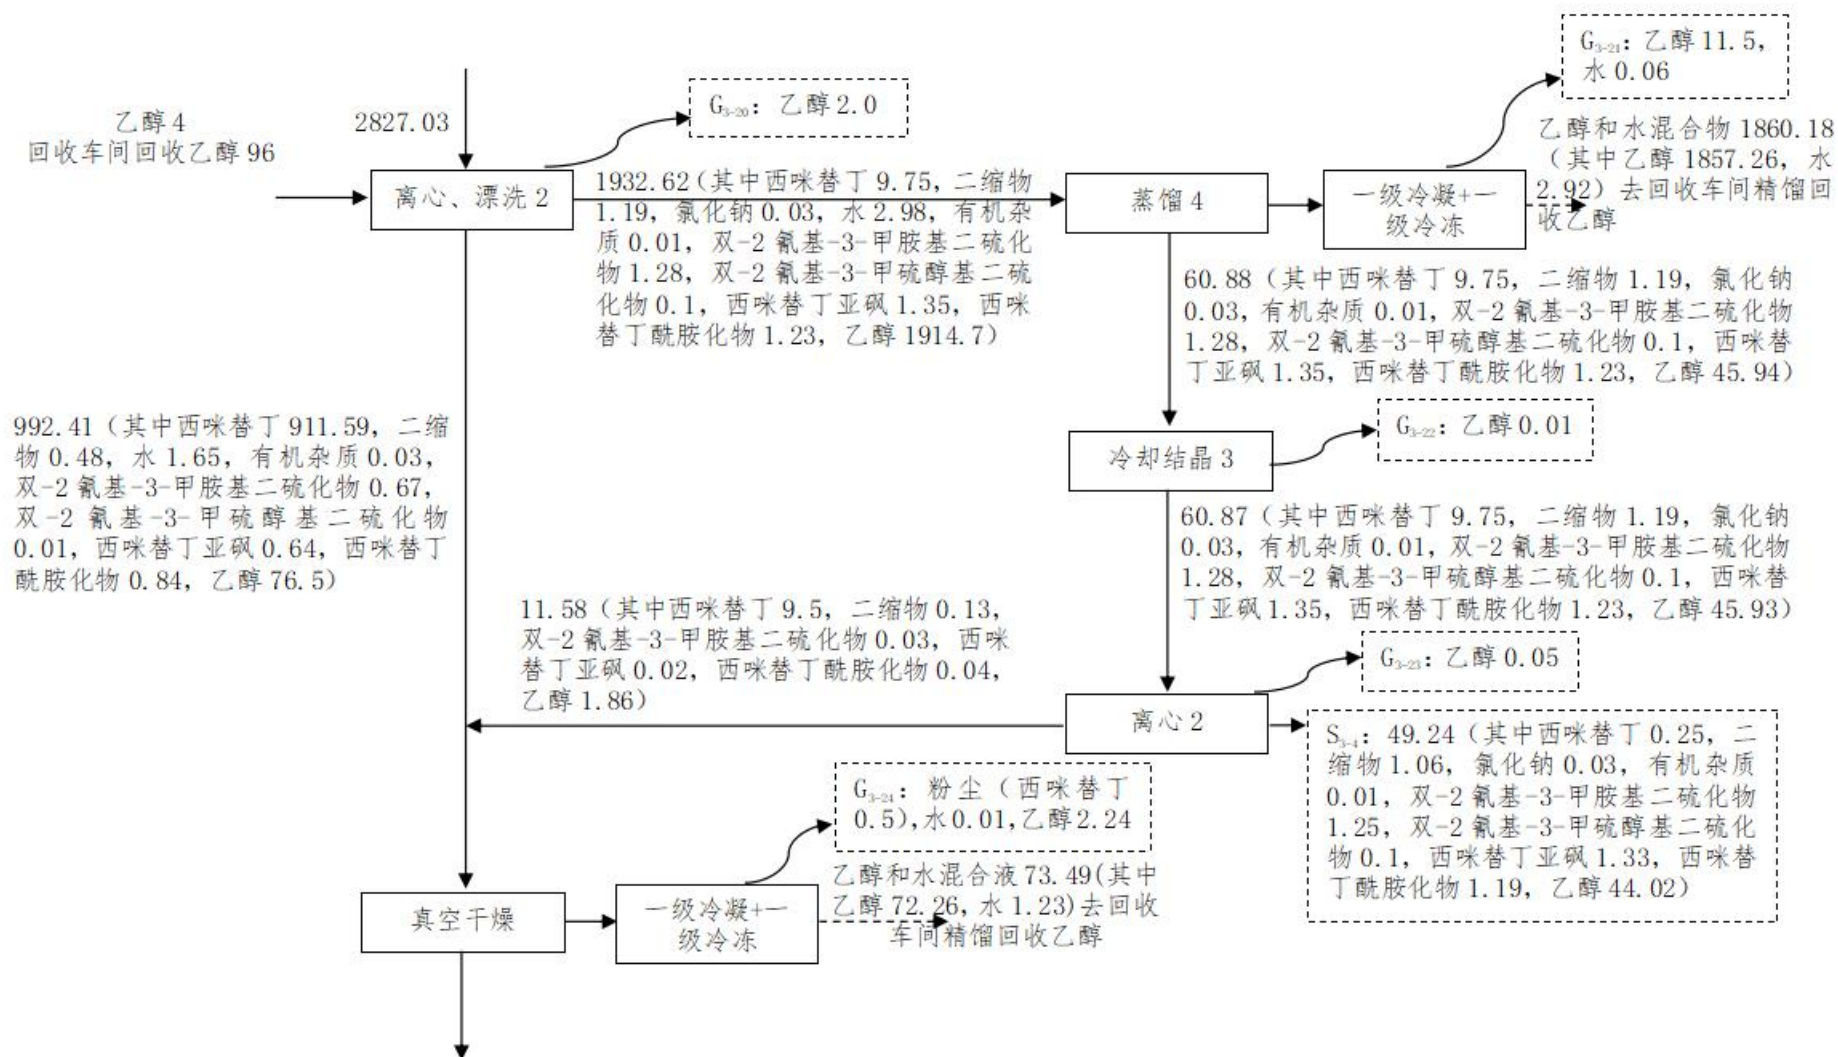 G3-21：乙醇11.5，
水0.06
G3-20：乙醇2.0
乙醇4
回收车间回收乙醇96
2827.03
乙醇和水混合物1860.18
（其中乙醇1857.26，水
2.92）去回收车间精馏回
收乙醇
离心、漂洗2
1932.62（其中西咪替丁9.75，二缩物
1.19，氯化钠0.03，水2.98，有机杂
质0.01，双-2氰基-3-甲胺基二硫化
物1.28，双-2氰基-3-甲硫醇基二硫
化物0.1，西咪替丁亚砜1.35，西咪
替丁酰胺化物1.23，乙醇1914.7）
蒸馏4
一级冷凝+一
级冷冻
60.88（其中西咪替丁9.75，二缩物1.19，氯化钠
0.03，有机杂质0.01，双-2氰基-3-甲胺基二硫化物
1.28，双-2氰基-3-甲硫醇基二硫化物0.1，西咪替
丁亚砜1.35，西咪替丁酰胺化物1.23，乙醇45.94）
992.41（其中西咪替丁911.59，二缩
物0.48，水1.65，有机杂质0.03，
双-2氰基-3-甲胺基二硫化物0.67，
双-2氰基-3-甲硫醇基二硫化物
0.01，西咪替丁亚砜0.64，西咪替丁
酰胺化物0.84，乙醇76.5）
G3-22：乙醇0.01
冷却结晶3
60.87（其中西咪替丁9.75，二缩物1.19，氯化钠
0.03，有机杂质0.01，双-2氰基-3-甲胺基二硫化物
1.28，双-2氰基-3-甲硫醇基二硫化物0.1，西咪替
丁亚砜1.35，西咪替丁酰胺化物1.23，乙醇45.93）
11.58（其中西咪替丁9.5，二缩物0.13，
双-2氰基-3-甲胺基二硫化物0.03，西咪
替丁亚砜0.02，西咪替丁酰胺化物0.04，
乙醇1.86）
G3-23：乙醇0.05
离心2
S3-4：49.24（其中西咪替丁0.25，二
缩物1.06，氯化钠0.03，有机杂质
0.01，双-2氰基-3-甲胺基二硫化物
1.25，双-2氰基-3-甲硫醇基二硫化
物0.1，西咪替丁亚砜1.33，西咪替
丁酰胺化物1.19，乙醇44.02）
G3-24：粉尘（西咪替丁
0.5），水0.01，乙醇2.24
真空干燥
一级冷凝+一
级冷冻
乙醇和水混合液73.49(其中
乙醇72.26，水1.23)去回收
车间精馏回收乙醇